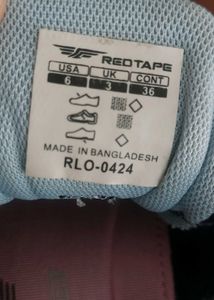 REDTAPE
USA UK CONT
6 3 36
MADE IN BANGLADESH
RLO-0424